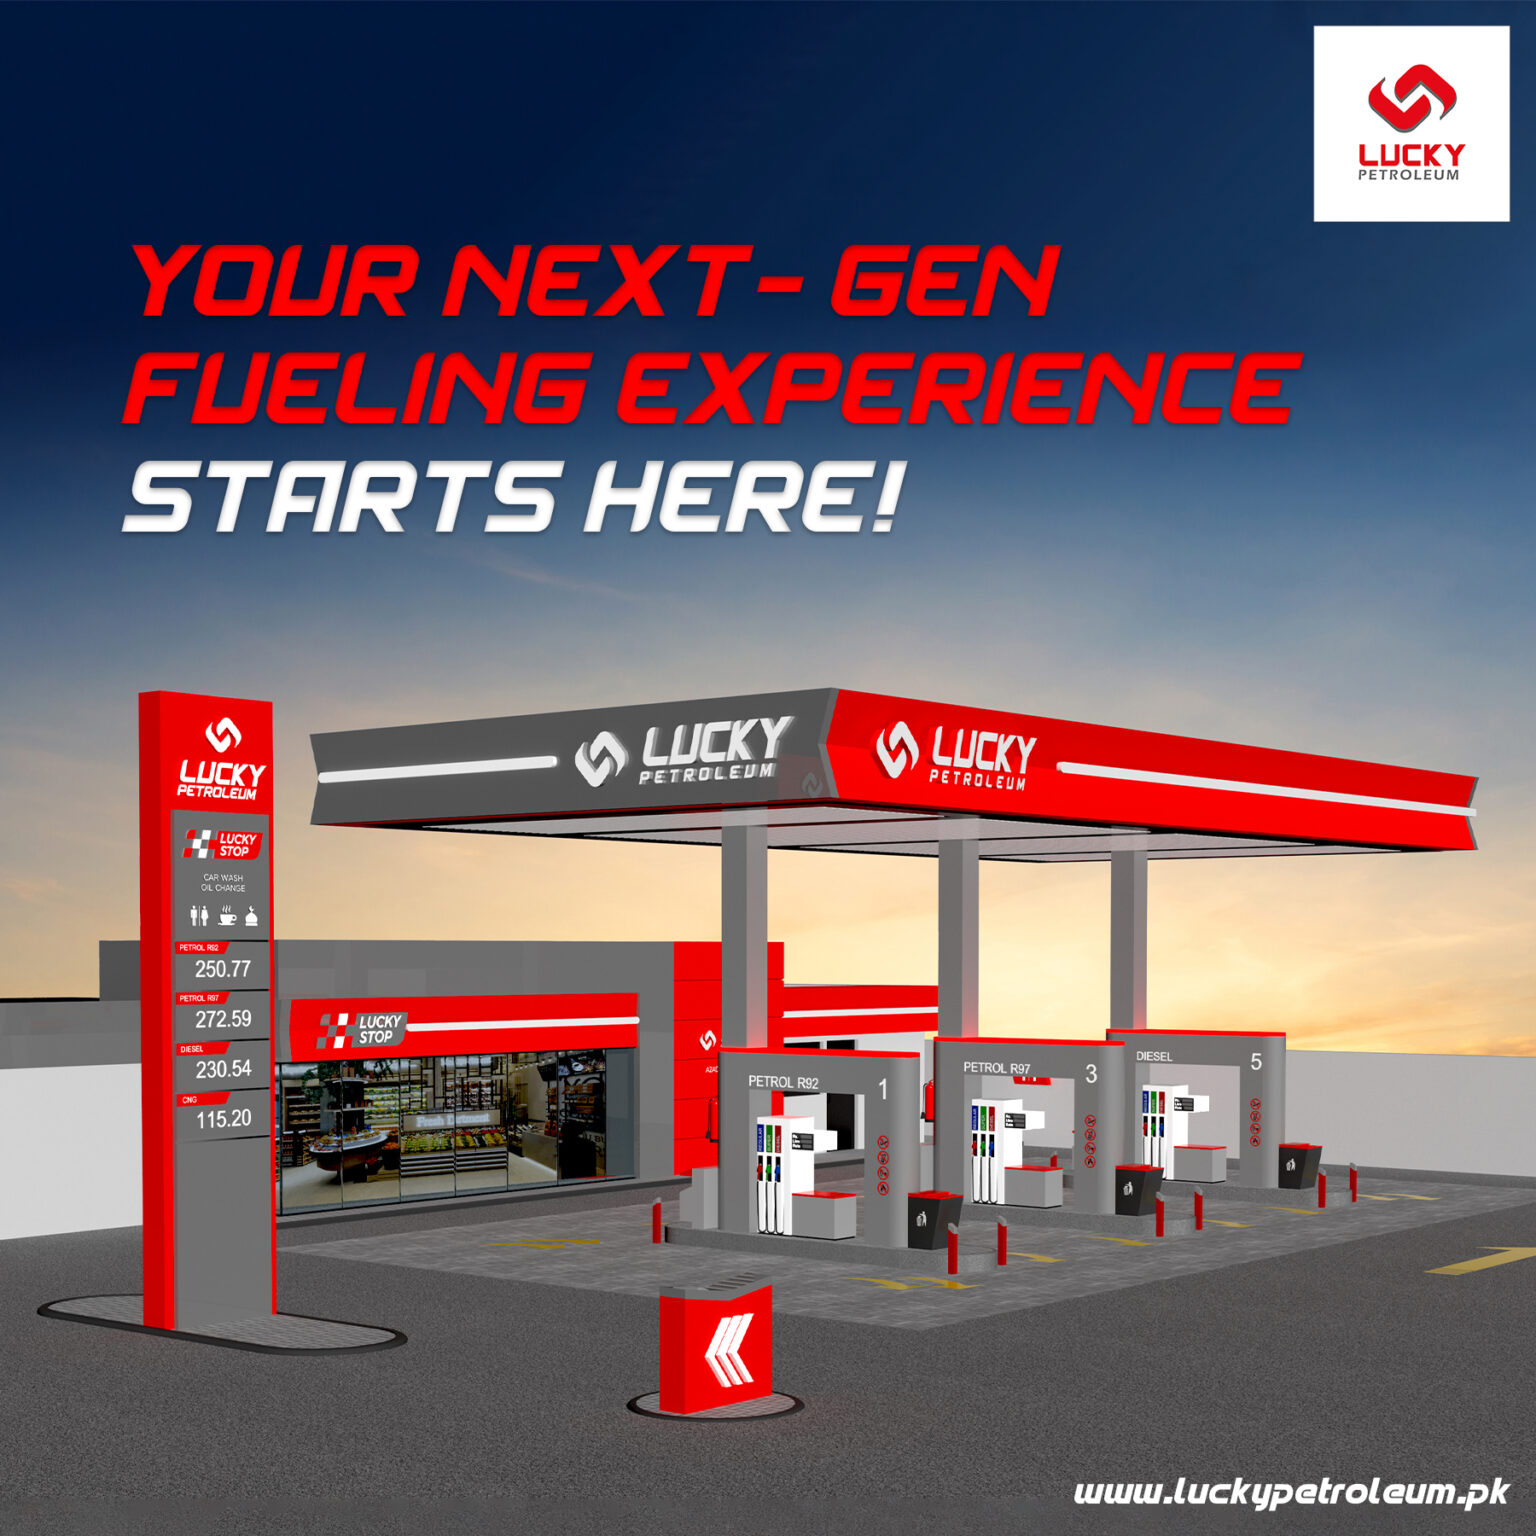 LUCKY
PETROLEUM
YOUR NEXT- GEN
FUELING EXPERIENCE
STARTS HERE!
LUCKY
PETROLEUM
LUCKY
PETROLEUM
LUCKY
PETROLEUM
LUCKY
STOP
CAR WASH
OIL CHANGE
PETROL R92
250.77
PETROL R97
272.59
DIESEL
230.54
CNG
115.20
LUCKY
STOP
PETROL R92 1
PETROL R97 3
DIESEL 5
www.luckypetroleum.pk